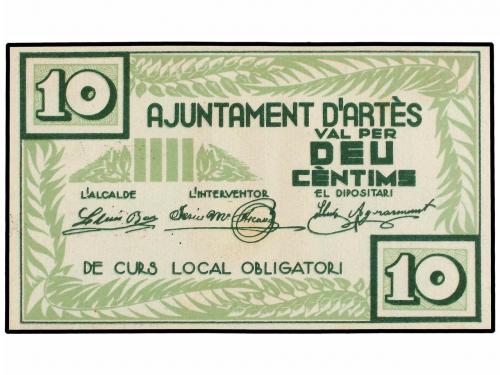 10
AJUNTAMENT D'ARTÈS
VAL PER
DEU
CÈNTIMS
L'ALCALDE L'INTERVENTOR EL DIPOSITARI
DE CURS LOCAL OBLIGATORI
10